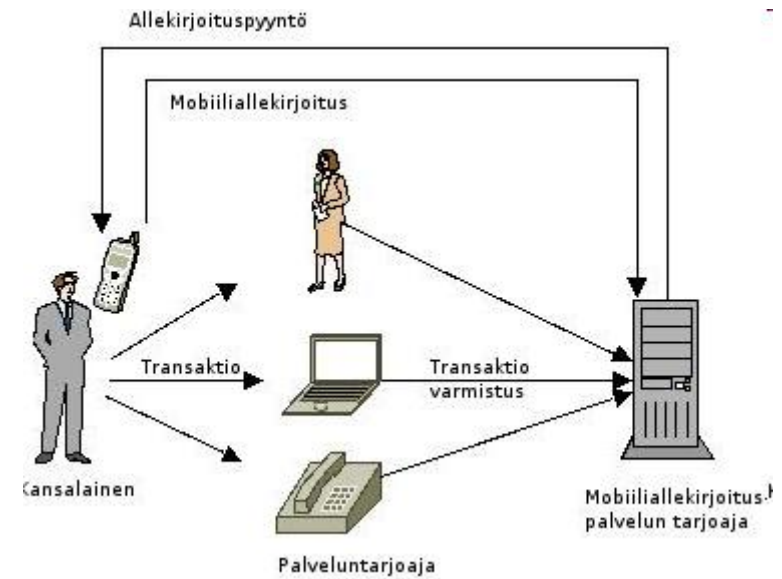 Allekirjoituspyyntö
Mobiiliallekirjoitus
Transaktio
Transaktio
varmistus
Kansalainen
Mobiiliallekirjoitus
palvelun tarjoaja
Palveluntarjoaja